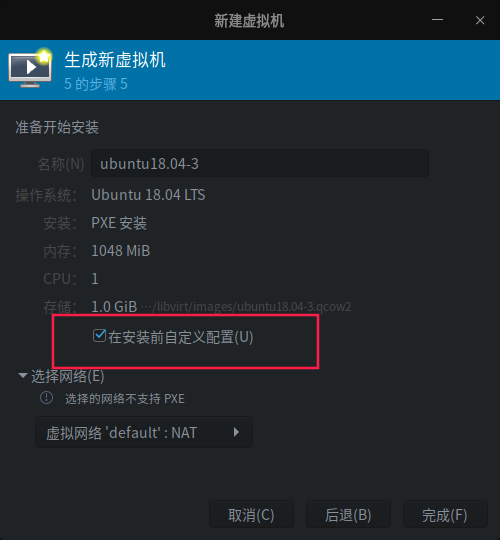 新建虚拟机
生成新虚拟机
5 的步骤 5
准备开始安装
名称(N) ubuntu18.04-3
操作系统: Ubuntu 18.04 LTS
安装: PXE 安装
内存: 1048 MiB
CPU: 1
存储: 1.0 GiB …/libvirt/images/ubuntu18.04-3.qcow2
在安装前自定义配置(U)
选择网络(E)
选择的网络不支持 PXE
虚拟网络 'default' : NAT
取消(C) 后退(B) 完成(F)